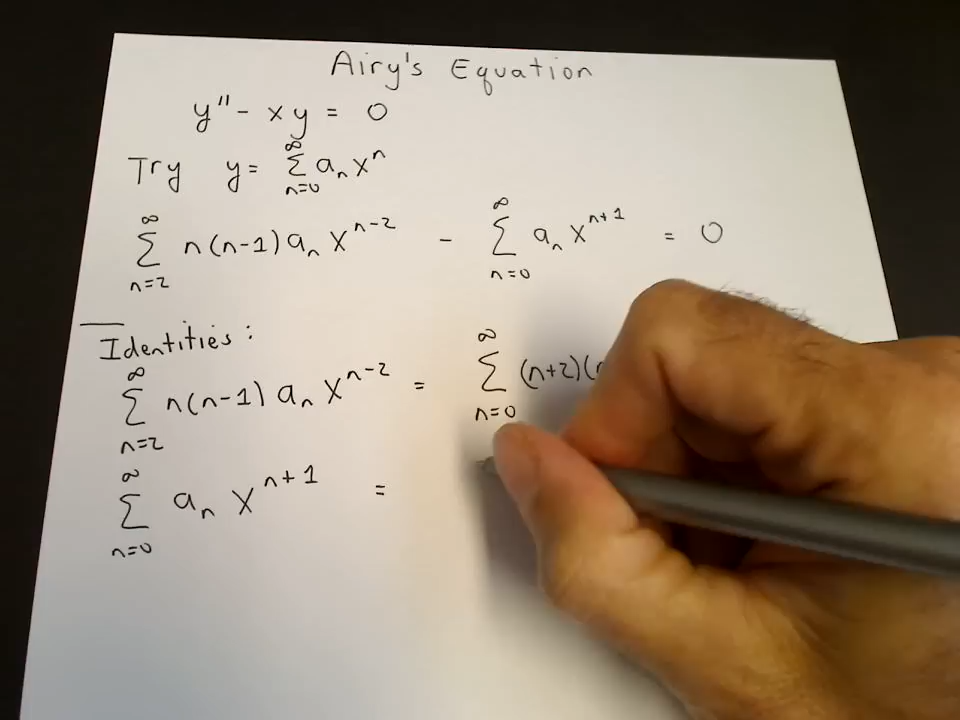 Airy's Equation
y'' - xy = 0
Try y = ∑_{n=0}^{∞} a_n x^n
∑_{n=2}^{∞} n(n-1) a_n x^{n-2} - ∑_{n=0}^{∞} a_n x^{n+1} = 0
Identities:
∑_{n=2}^{∞} n(n-1) a_n x^{n-2} = ∑_{n=0}^{∞} (n+2)(
∑_{n=0}^{∞} a_n x^{n+1} =